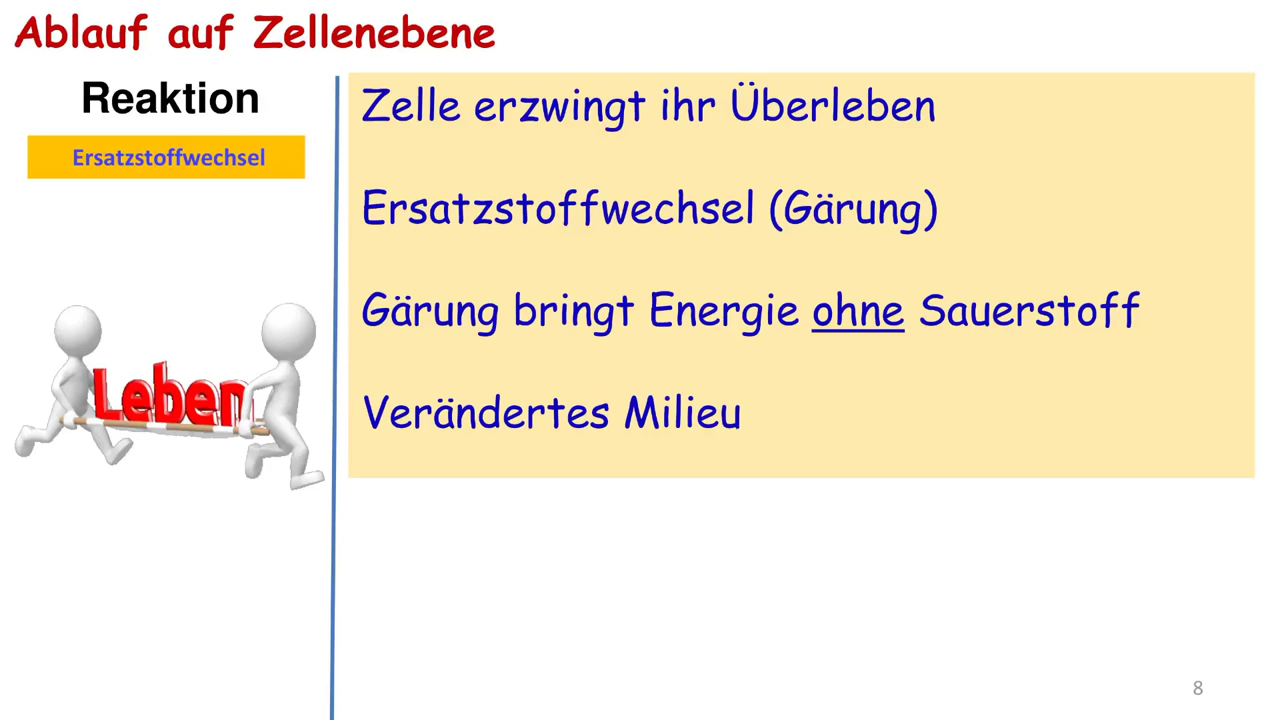 Ablauf auf Zellenebene
Reaktion
Ersatzstoffwechsel
Leben
Zelle erzwingt ihr Überleben
Ersatzstoffwechsel (Gärung)
Gärung bringt Energie ohne Sauerstoff
Verändertes Milieu
8